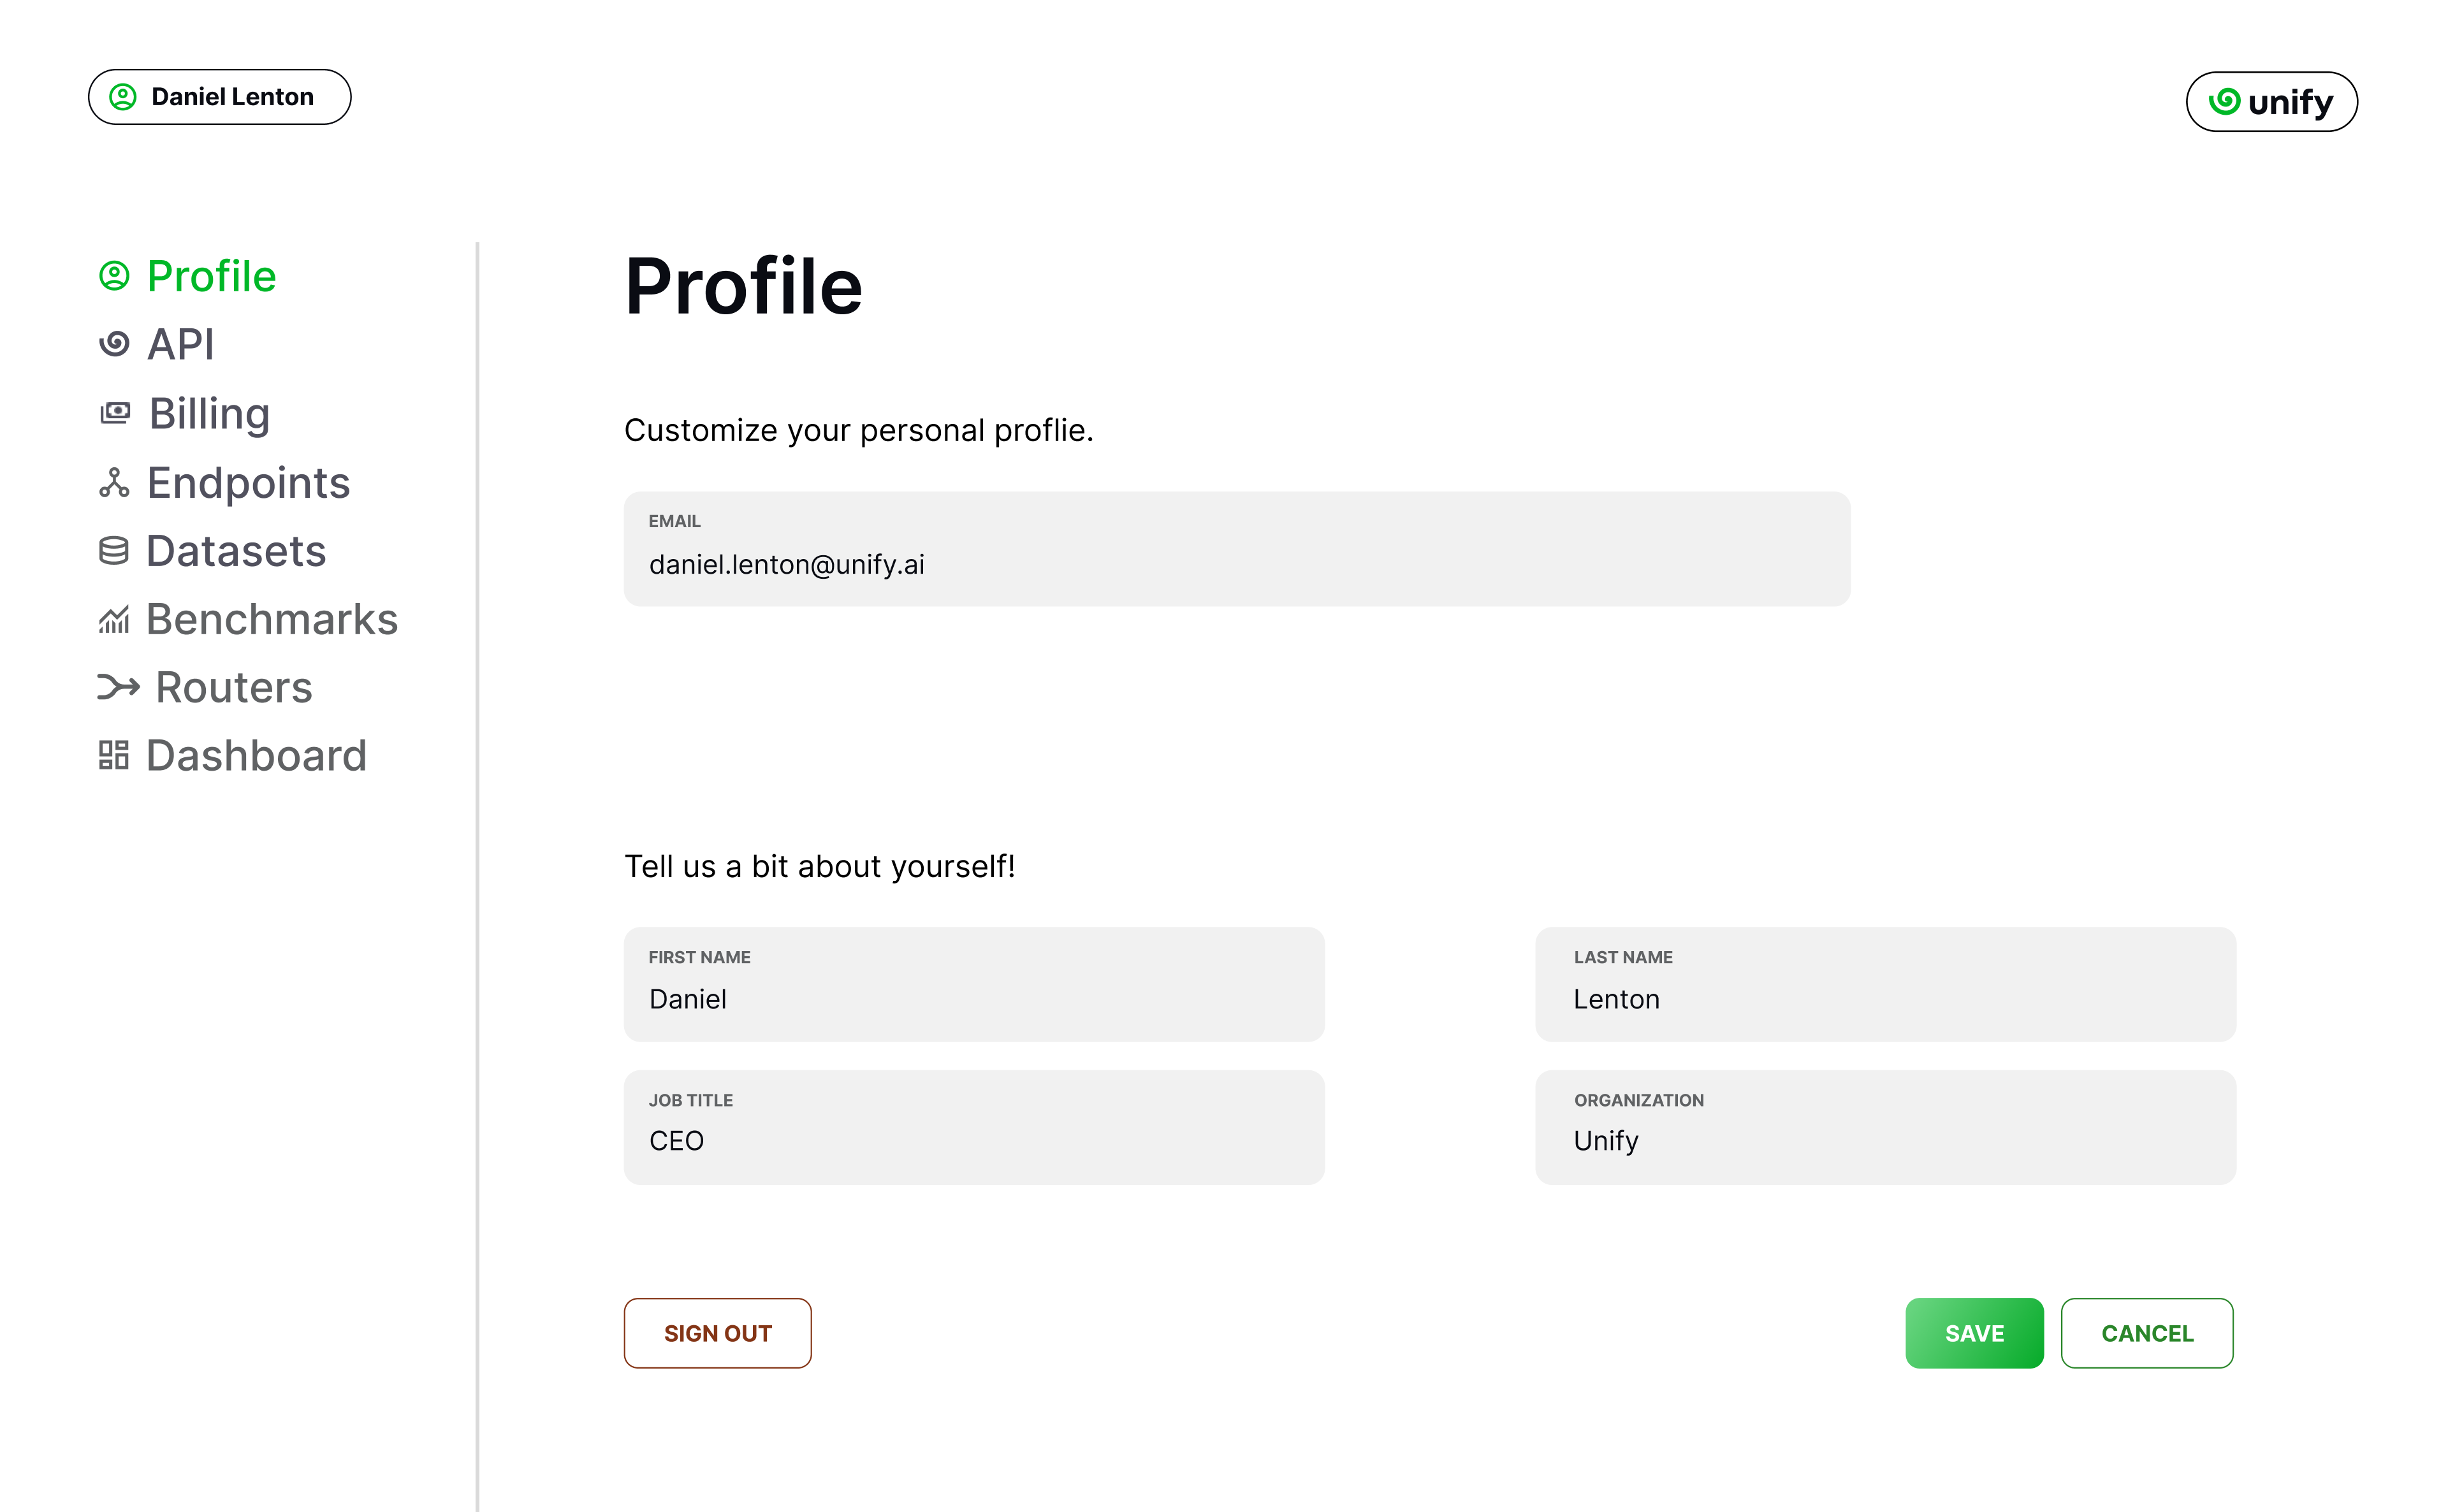 Daniel Lenton
unify
Profile
API
Billing
Endpoints
Datasets
Benchmarks
Routers
Dashboard
Profile
Customize your personal proflie.
EMAIL
daniel.lenton@unify.ai
Tell us a bit about yourself!
FIRST NAME
Daniel
LAST NAME
Lenton
JOB TITLE
CEO
ORGANIZATION
Unify
SIGN OUT
SAVE
CANCEL